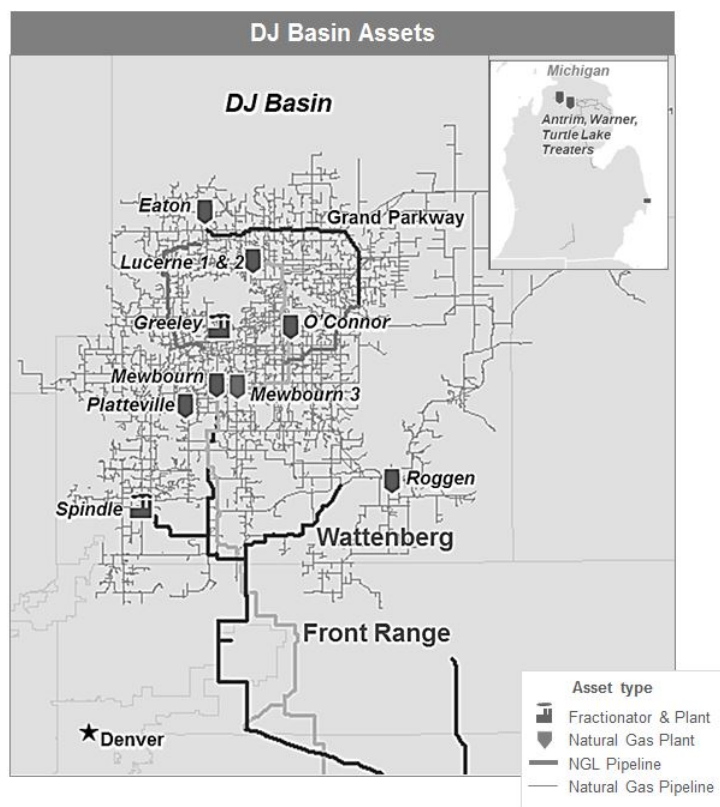 DJ Basin Assets
DJ Basin
Michigan
Antrim, Warner,
Turtle Lake
Treaters
1
Eaton
Grand Parkway
Lucerne 1 & 2
Greeley
O'Connor
Mewbourn
Mewbourn 3
Platteville
Roggen
Spindle
Wattenberg
Front Range
Denver
Asset type
Fractionator & Plant
Natural Gas Plant
NGL Pipeline
Natural Gas Pipeline